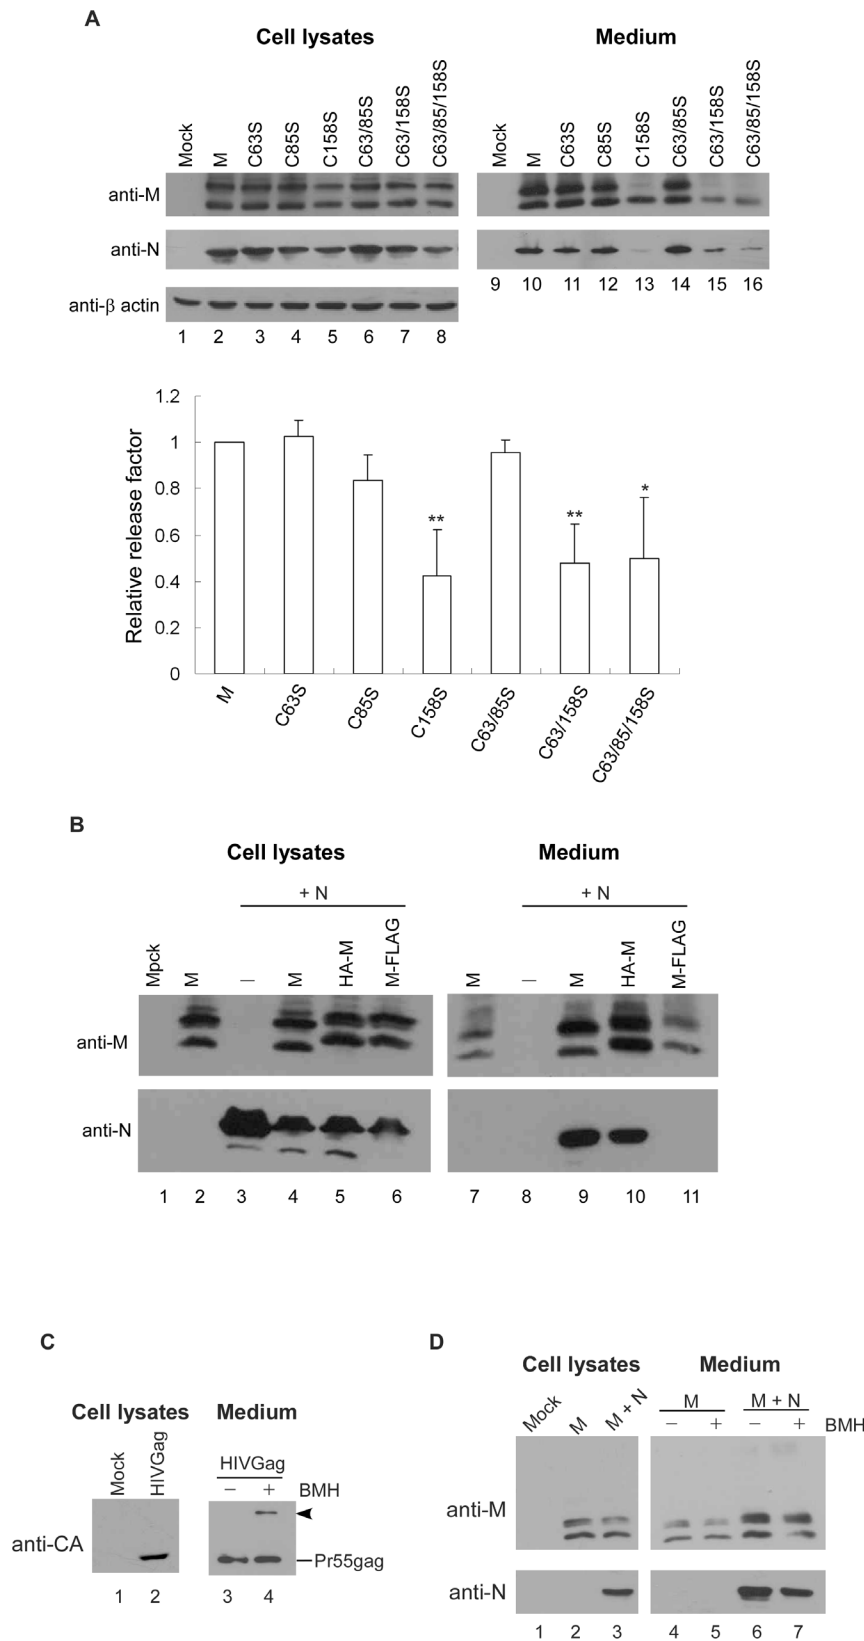 A
Cell lysates
Medium
Mock
M
C63S
C85S
C158S
C63/85S
C63/158S
C63/85/158S
Mock
M
C63S
C85S
C158S
C63/85S
C63/158S
C63/85/158S
anti-M
anti-N
anti-β actin
9 10 11 12 13 14 15 16
1 2 3 4 5 6 7 8
Relative release factor
1.2
1
0.8
0.6
0.4
0.2
0
** ** *
M
C63S
C85S
C158S
C63/85S
C63/158S
C63/85/158S
B
Cell lysates
Medium
+ N
+ N
Mpck
M
—
M
HA-M
M-FLAG
M
—
M
HA-M
M-FLAG
anti-M
anti-N
1 2 3 4 5 6 7 8 9 10 11
C
Cell lysates
Medium
Mock
HIVGag
HIVGag
− + BMH
anti-CA
Pr55gag
1 2 3 4
D
Cell lysates
Medium
Mock
M
M + N
M
M + N
− + − + BMH
anti-M
anti-N
1 2 3 4 5 6 7